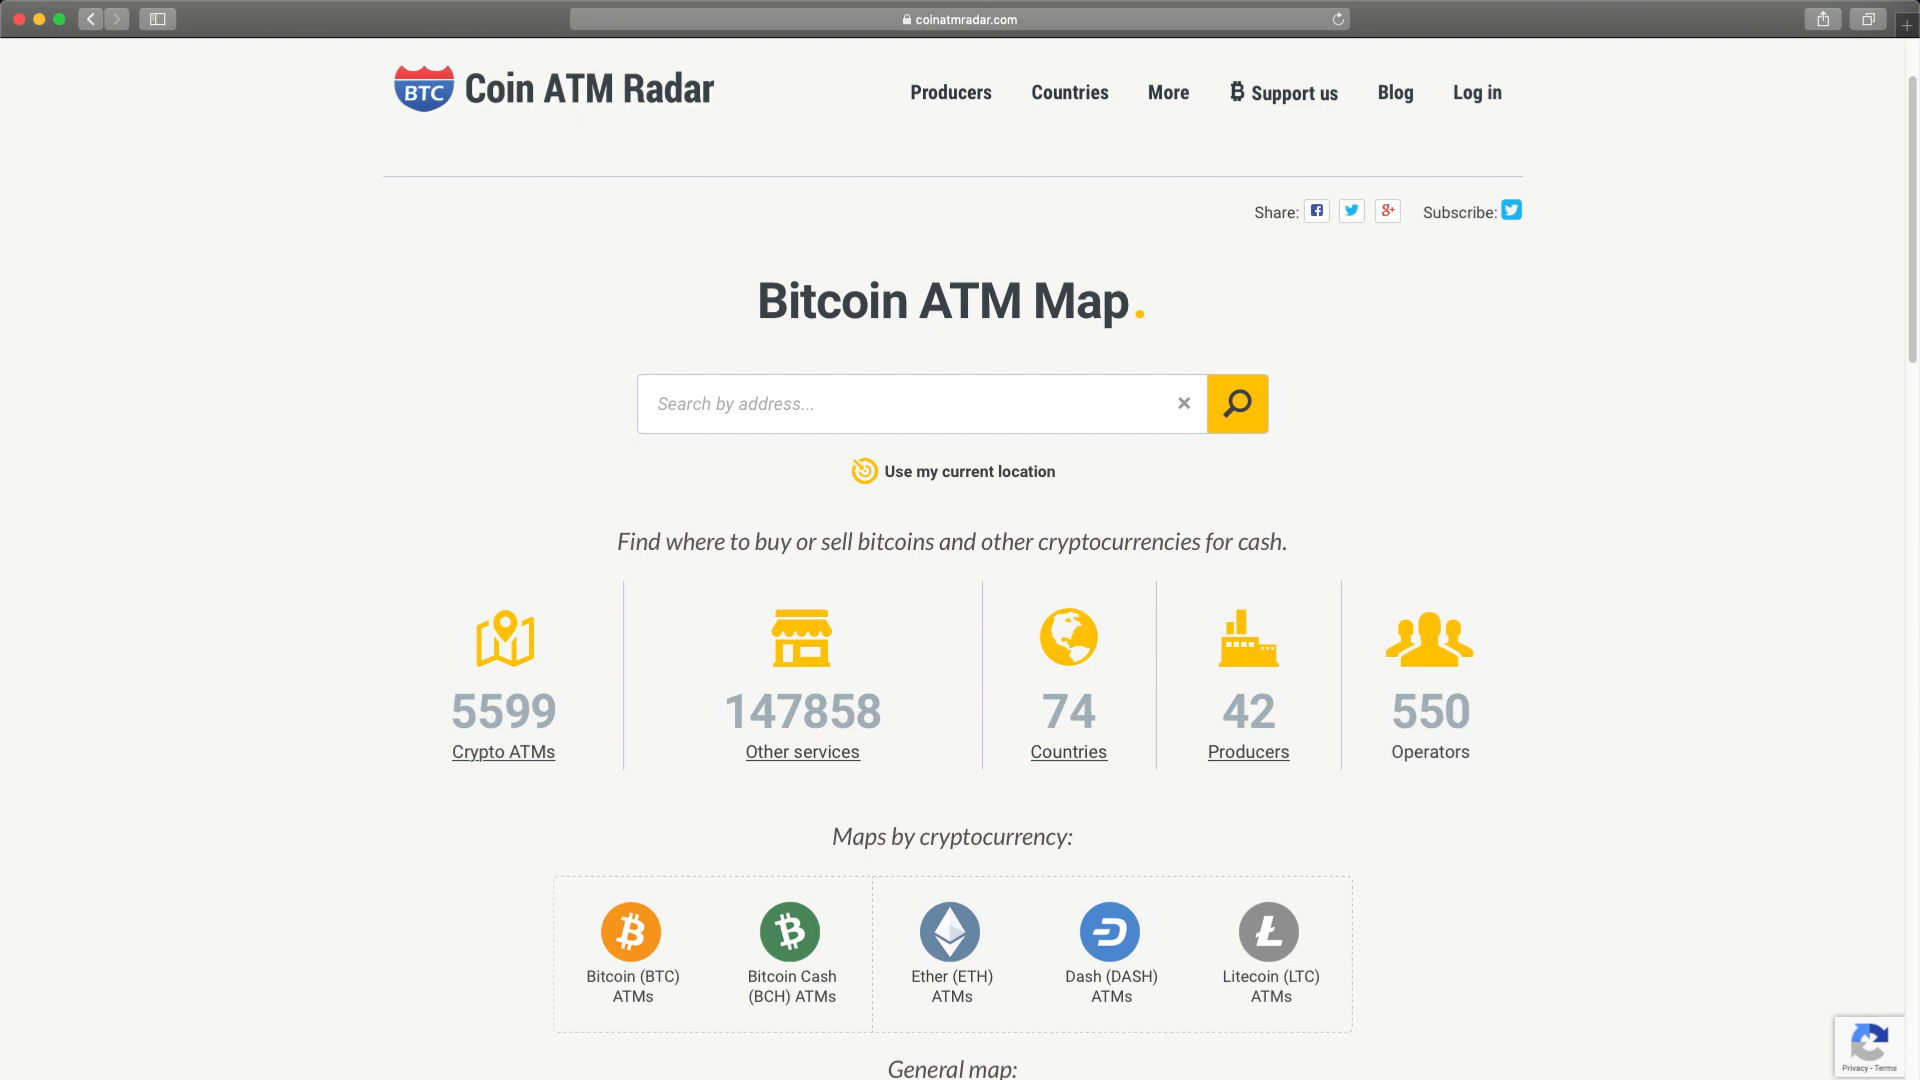 coinatmradar.com
BTC Coin ATM Radar
Producers Countries More Support us Blog Log in
Share: Subscribe:
Bitcoin ATM Map.
Search by address...
Use my current location
Find where to buy or sell bitcoins and other cryptocurrencies for cash.
5599 147858 74 42 550
Crypto ATMs Other services Countries Producers Operators
Maps by cryptocurrency:
Bitcoin (BTC) Bitcoin Cash Ether (ETH) Dash (DASH) Litecoin (LTC)
ATMs (BCH) ATMs ATMs ATMs ATMs
General map:
Privacy - Terms